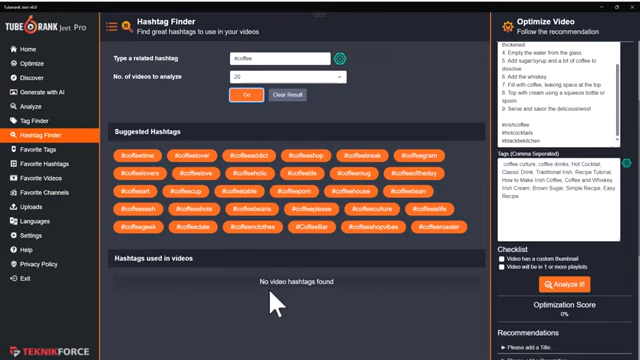 Tuberank Jeet v6.0
TUBE RANK JEET PRO
Home
Optimize
Discover
Generate with AI
Analyze
Tag Finder
Hashtag Finder
Favorite Tags
Favorite Hashtags
Favorite Videos
Favorite Channels
Uploads
Languages
Settings
Help
Privacy Policy
Exit
TEKNIKFORCE
Hashtag Finder
Find great hashtags to use in your videos
Type a related hashtag
#coffee
No. of videos to analyze
20
Go
Clear Result
Suggested Hashtags
#coffeetime #coffeelover #coffeeaddict #coffeeshop #coffeebreak #coffeegram
#coffeelovers #coffeelove #coffeeholic #coffeelife #coffeemug #coffeeoftheday
#coffeeart #coffeecup #coffeetable #coffeeporn #coffeehouse #coffeebean
#coffeesesh #coffeeshots #coffeebeans #coffeeplease #coffeeculture #coffeeislife
#coffeegeek #coffeedate #coffeenclothes #CoffeeBar #coffeeshopvibes #coffeemaster
Hashtags used in videos
No video hashtags found
Optimize Video
Follow the recommendation
thickened
4. Empty the water from the glass.
5. Add sugar/syrup and a bit of coffee to
dissolve
6. Add the whiskey
7. Fill with coffee, leaving space at the top
8. Top with cream using a squeeze bottle or
spoon.
9. Serve and savor the deliciousness!
#irishcoffee
#hotcocktails
#blacktiekitchen
Tags (Comma Seperated)
coffee culture, coffee drinks, Hot Cocktail,
Classic Drink, Traditional Irish, Recipe Tutorial,
How to Make Irish Coffee, Coffee and Whiskey,
Irish Cream, Brown Sugar, Simple Recipe, Easy
Recipe
Checklist
Video has a custom thumbnail
Video will be in 1 or more playlists
Analyze it!
Optimization Score
0%
Recommendations
Please add a Title.